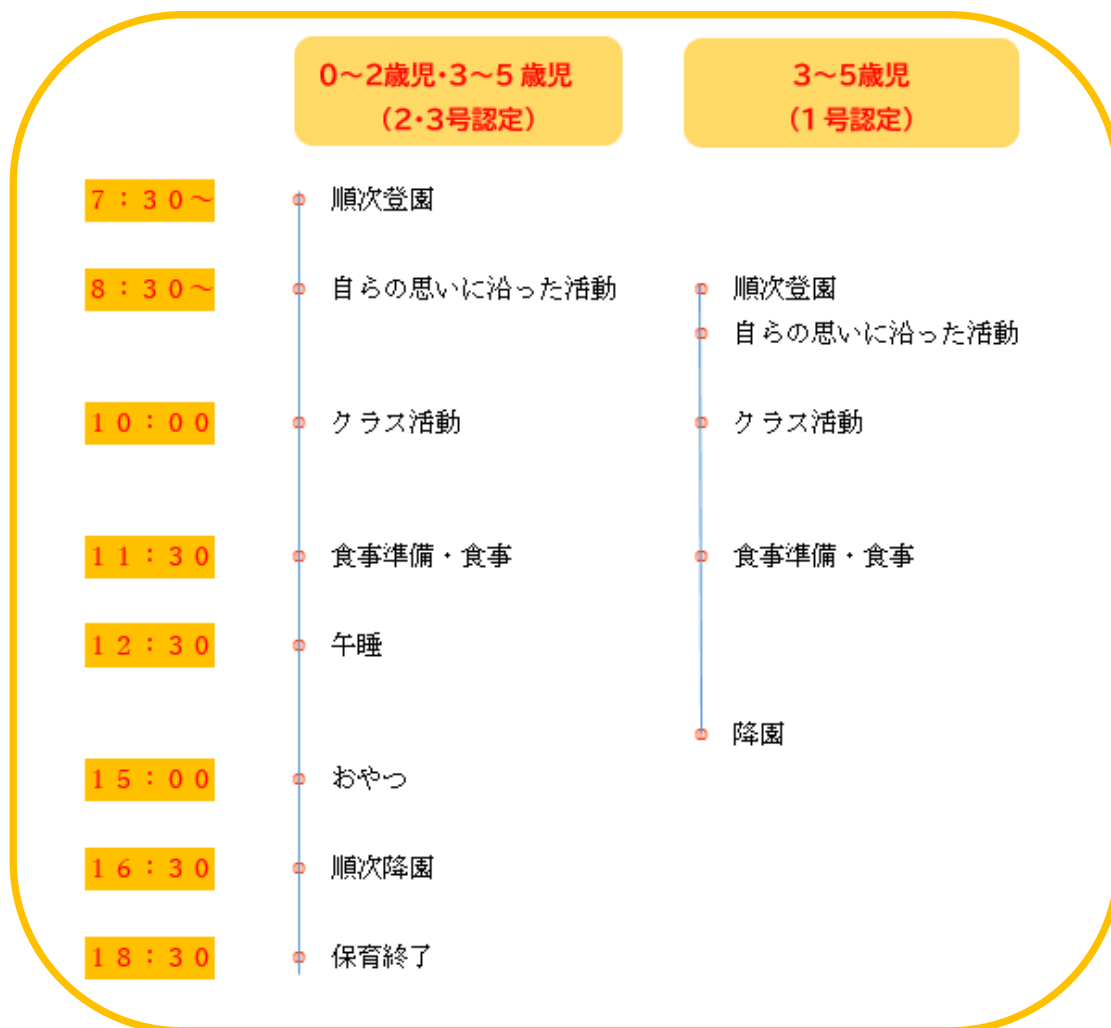 0〜2歳児・3〜5歳児
（2・3号認定）
3〜5歳児
（1号認定）
７：３０～ 順次登園
８：３０～ 自らの思いに沿った活動 順次登園
自らの思いに沿った活動
１０：００ クラス活動 クラス活動
１１：３０ 食事準備・食事 食事準備・食事
１２：３０ 午睡
降園
１５：００ おやつ
１６：３０ 順次降園
１８：３０ 保育終了